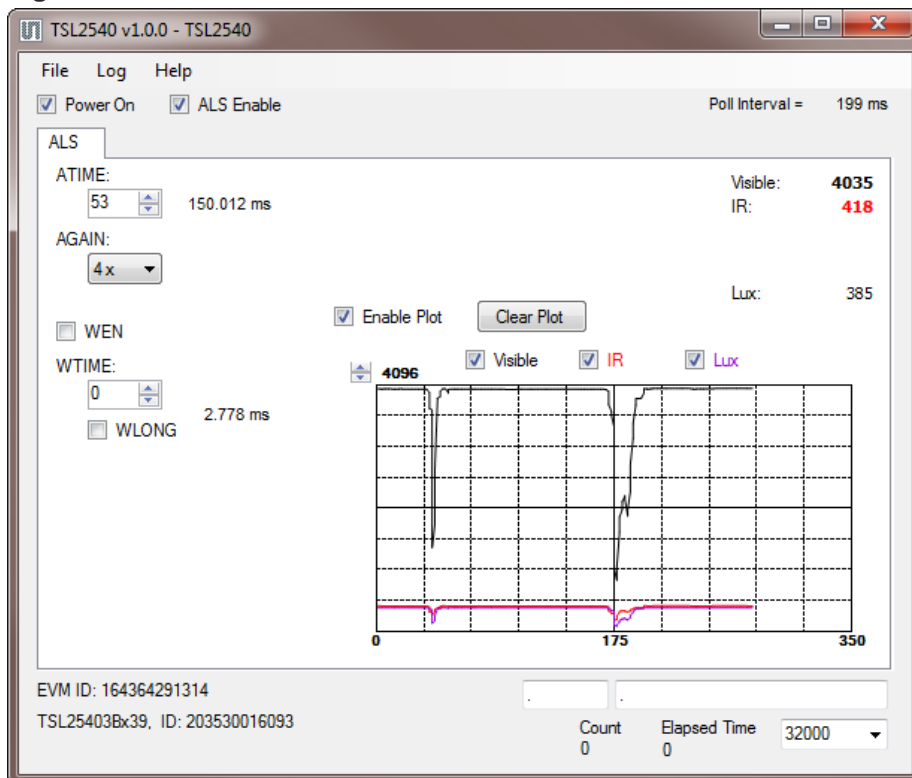 TSL2540 v1.0.0 - TSL2540
File Log Help
Power On ALS Enable Poll Interval = 199 ms
ALS
ATIME:
53 150.012 ms
Visible: 4035
IR: 418
AGAIN:
4 x
Lux: 385
Enable Plot Clear Plot
WEN
WTIME:
0 2.778 ms
WLONG
4096 Visible IR Lux
0 175 350
EVM ID: 164364291314
. .
TSL25403Bx39, ID: 203530016093
Count Elapsed Time 32000
0 0